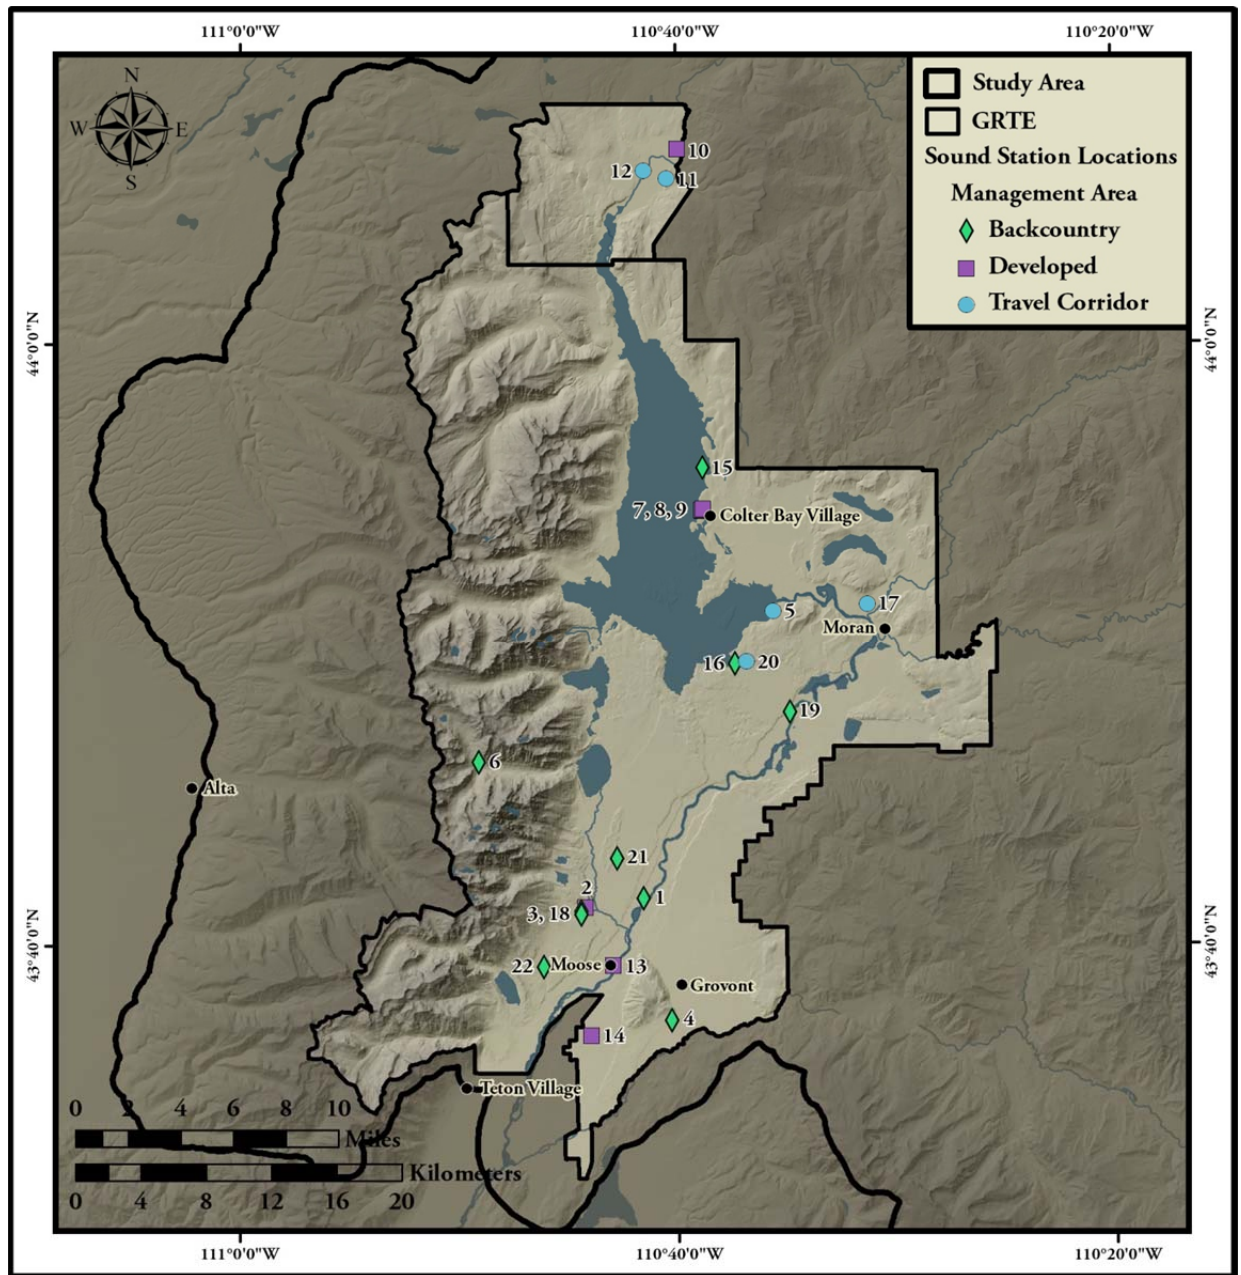 111°0'0"W 110°40'0"W 110°20'0"W
N
W E
S
Study Area
GRTE
Sound Station Locations
Management Area
Backcountry
Developed
Travel Corridor
10
12
11
44°0'0"N
44°0'0"N
15
7, 8, 9
Colter Bay Village
5
17
Moran
16
20
19
6
Alta
21
2
1
3, 18
43°40'0"N
43°40'0"N
22
Moose
13
Grovont
4
14
Teton Village
0 2 4 6 8 10
Miles
Kilometers
0 4 8 12 16 20
111°0'0"W 110°40'0"W 110°20'0"W